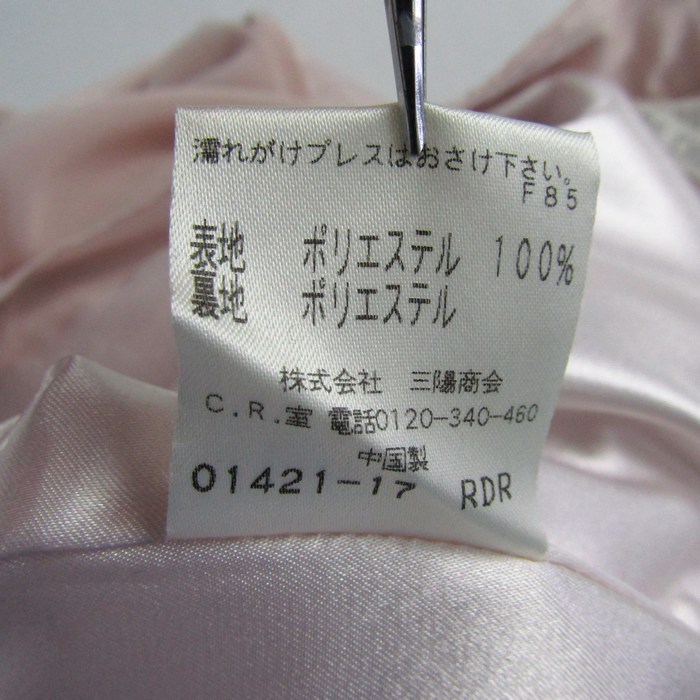 濡れがけプレスはおさけ下さい。
F85
表地 ポリエステル 100%
裏地 ポリエステル
株式会社 三陽商会
C.R.室 電話0120-340-460
中国製
01421-17 RDR